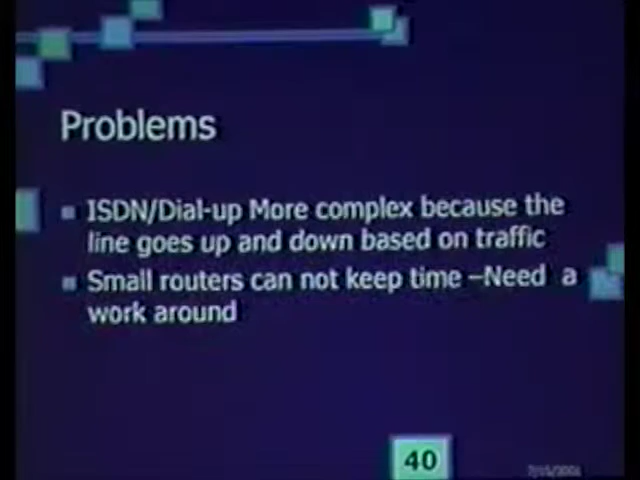 Problems
ISDN/Dial-up More complex because the
line goes up and down based on traffic
Small routers can not keep time –Need a
work around
40